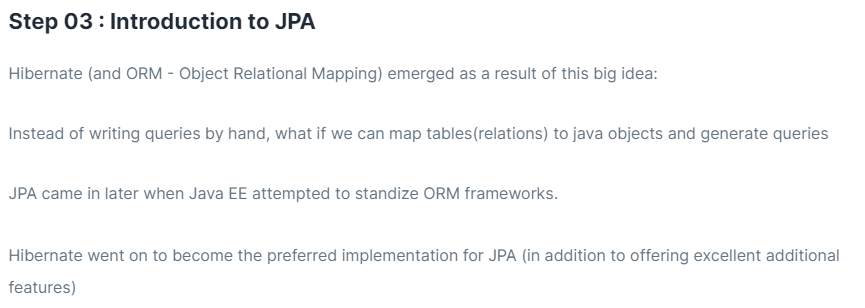 Step 03 : Introduction to JPA
Hibernate (and ORM - Object Relational Mapping) emerged as a result of this big idea:
Instead of writing queries by hand, what if we can map tables(relations) to java objects and generate queries
JPA came in later when Java EE attempted to standize ORM frameworks.
Hibernate went on to become the preferred implementation for JPA (in addition to offering excellent additional
features)